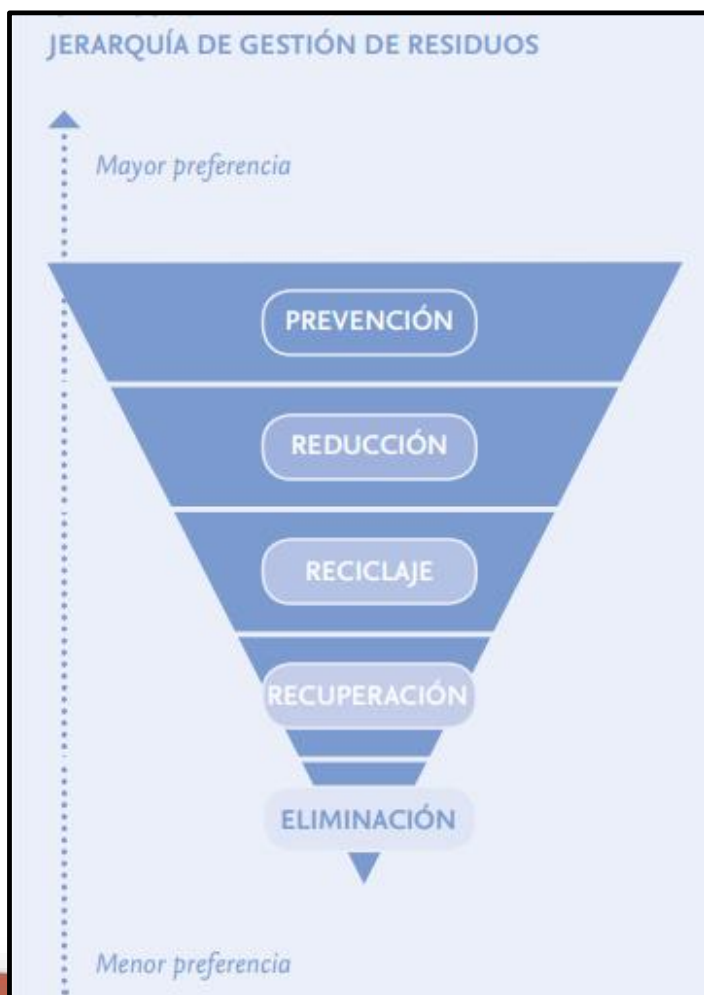 JERARQUÍA DE GESTIÓN DE RESIDUOS
Mayor preferencia
PREVENCIÓN
REDUCCIÓN
RECICLAJE
RECUPERACIÓN
ELIMINACIÓN
Menor preferencia